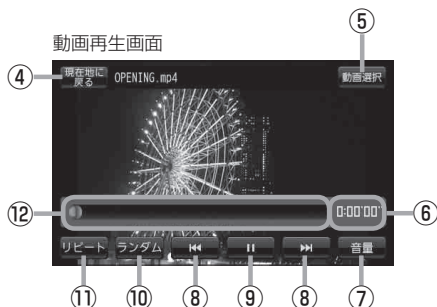 動画再生画面
⑤
④
現在地に
戻る
OPENING.mp4
動画選択
⑫
0:00'00"
⑥
リピート
ランダム
音量
⑪
⑩
⑧
⑨
⑧
⑦